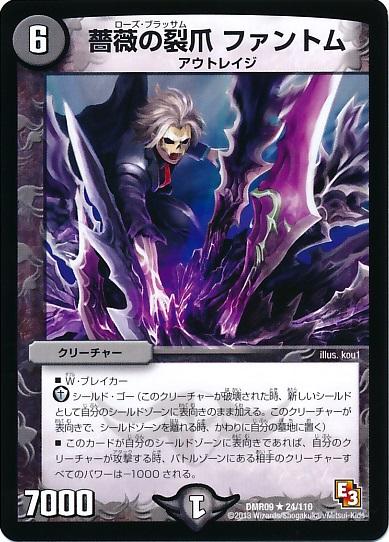 6
ローズ・ブラッサム
薔薇の裂爪 ファントム
アウトレイジ
illus. kou1
クリーチャー
■ W・ブレイカー
シールド・ゴー (このクリーチャーが破壊された時、新しいシールド
として自分のシールドゾーンに表向きのまま加える。このクリーチャーが
表向きで、シールドゾーンを離れる時、かわりに自分の墓地に置く)
■ このカードが自分のシールドゾーンに表向きであれば、自分のク
リーチャーが攻撃する時、バトルゾーンにある相手のクリーチャーす
べてのパワーは-1000 される。
7000
1
E3
DMR09 ★ 24/110
©2013 Wizards/Shogakukan/Mitsui-Kids